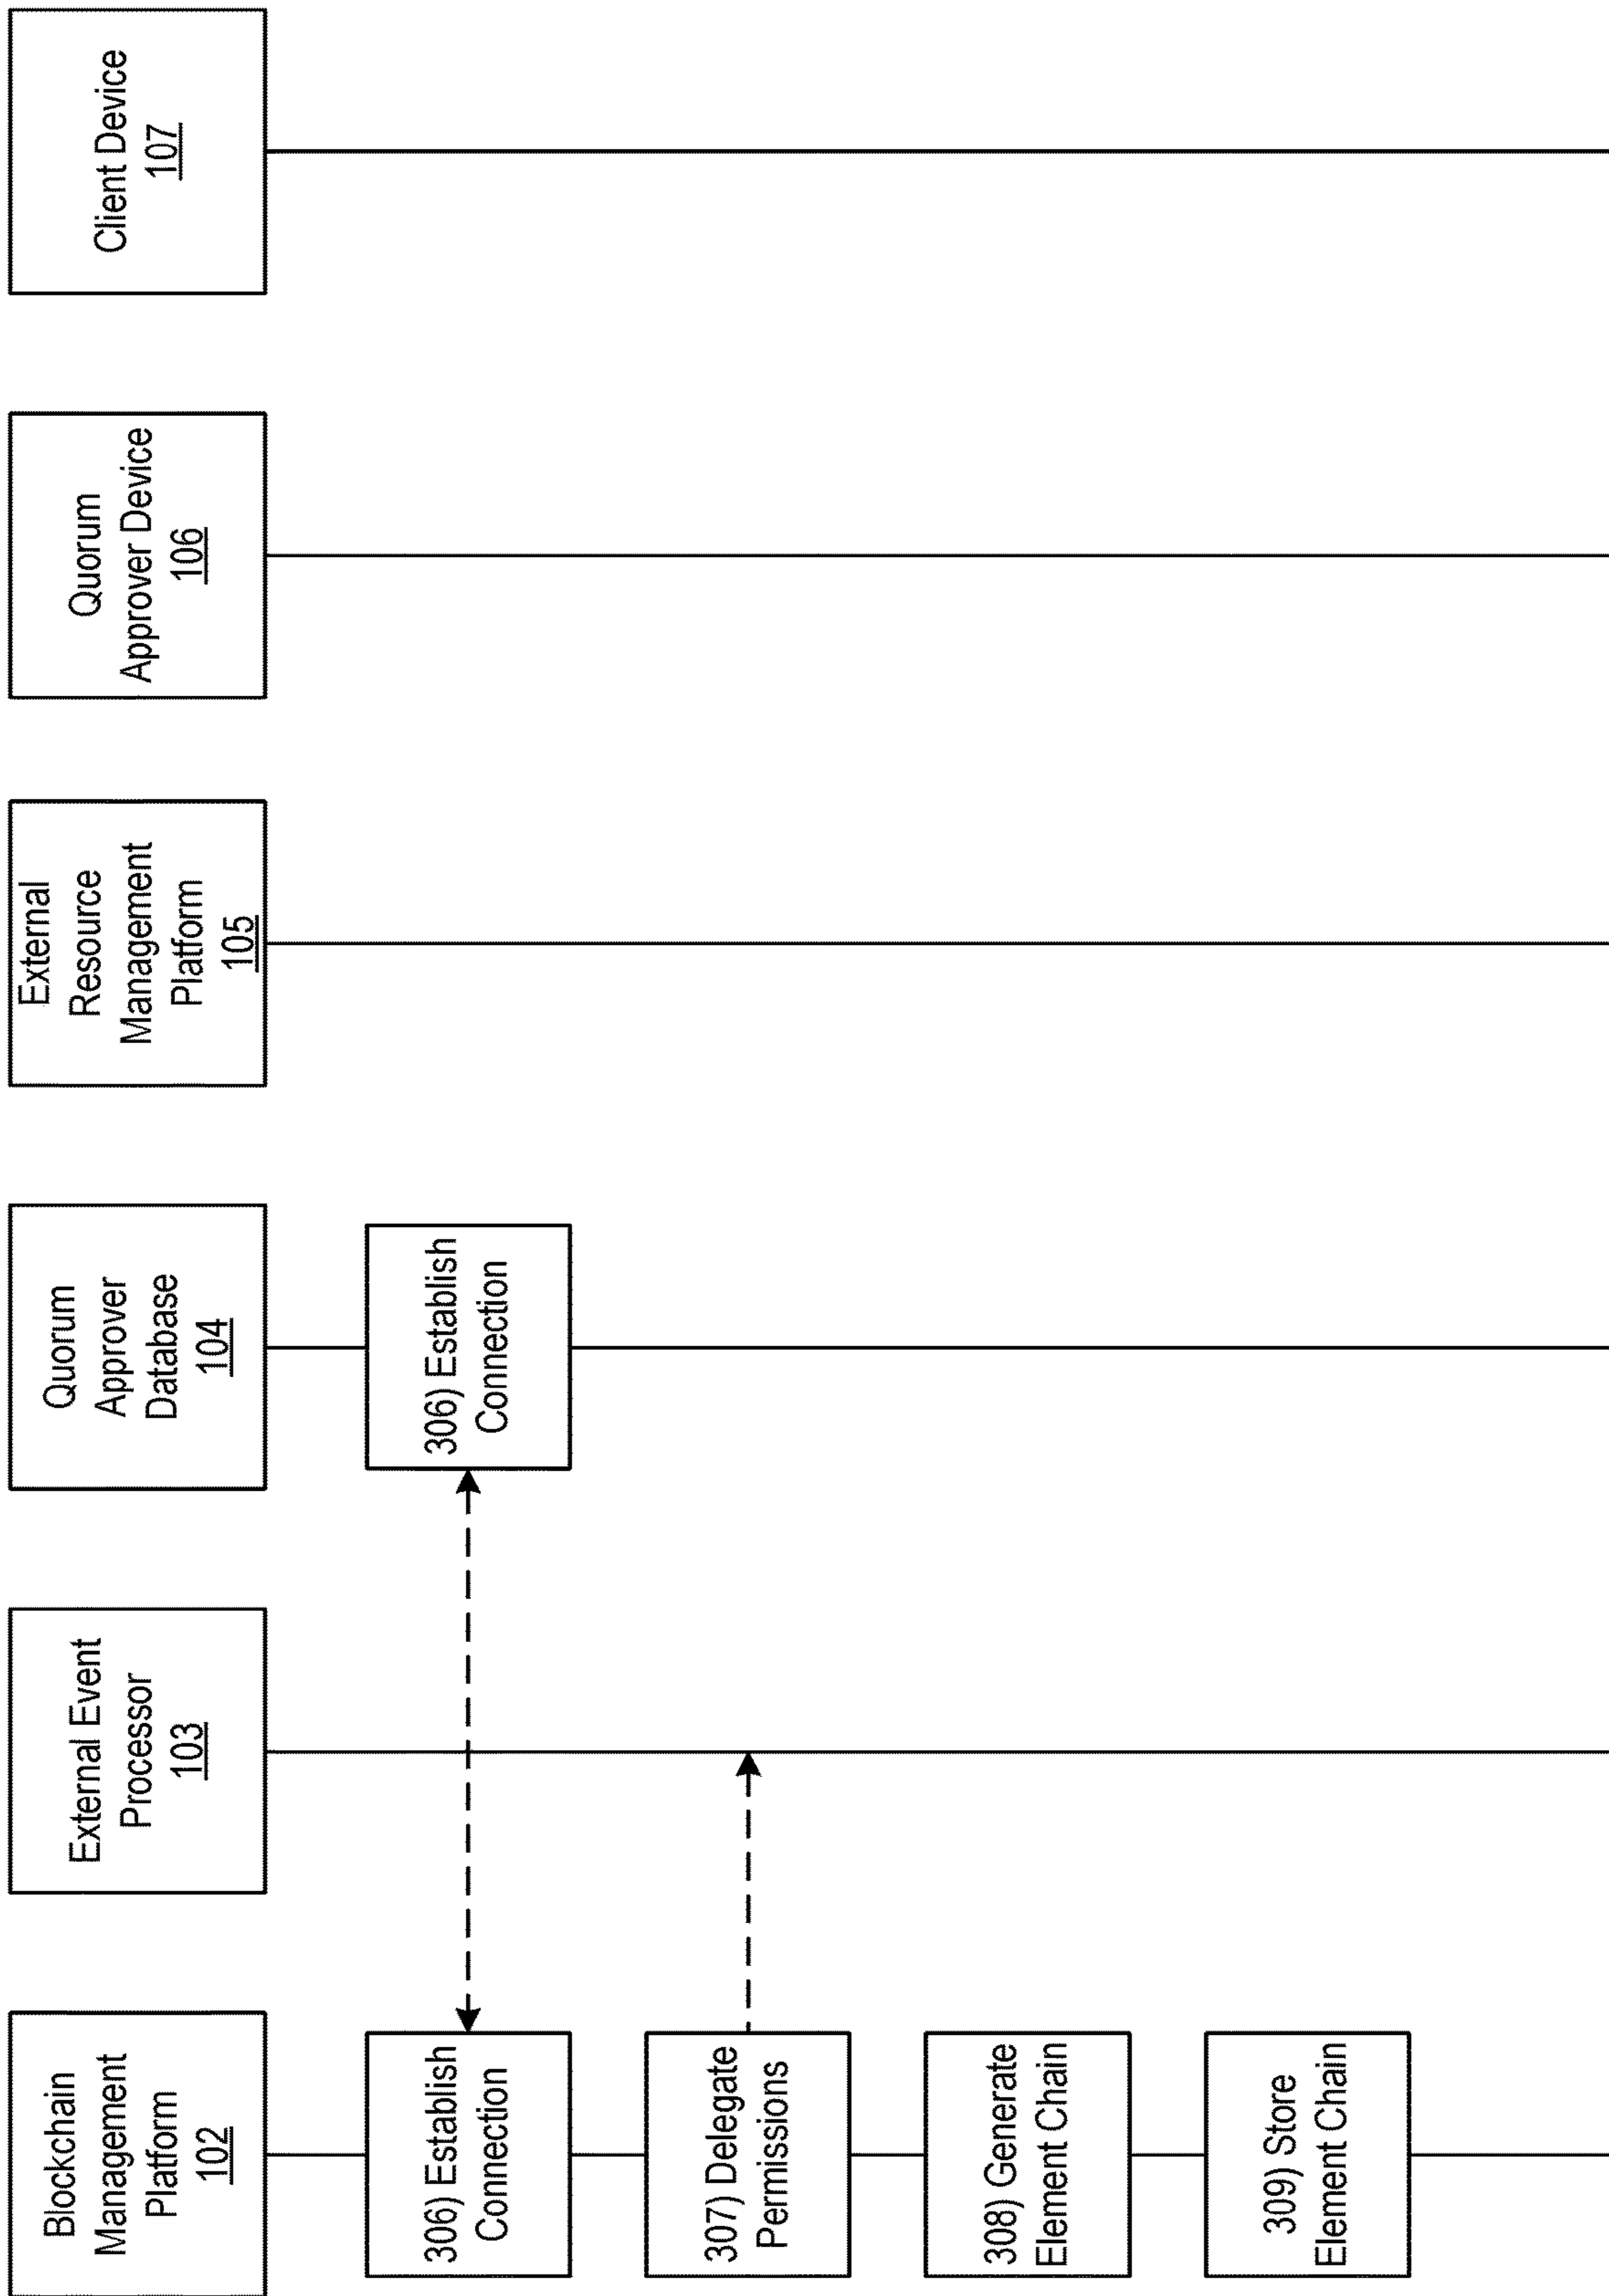 Blockchain
Management
Platform
102
External Event
Processor
103
Quorum
Approver
Database
104
External
Resource
Management
Platform
105
Quorum
Approver Device
106
Client Device
107
306) Establish
Connection
306) Establish
Connection
307) Delegate
Permissions
308) Generate
Element Chain
309) Store
Element Chain